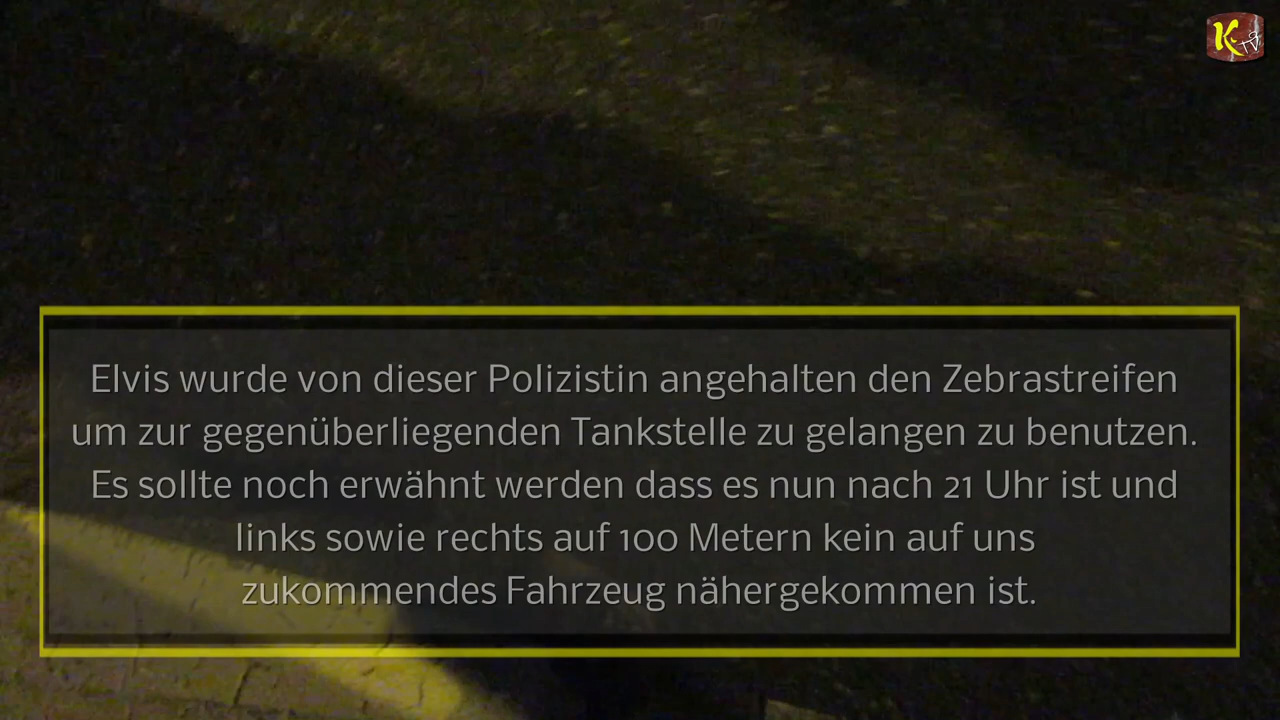 K
TV
Elvis wurde von dieser Polizistin angehalten den Zebrastreifen
um zur gegenüberliegenden Tankstelle zu gelangen zu benutzen.
Es sollte noch erwähnt werden dass es nun nach 21 Uhr ist und
links sowie rechts auf 100 Metern kein auf uns
zukommendes Fahrzeug nähergekommen ist.